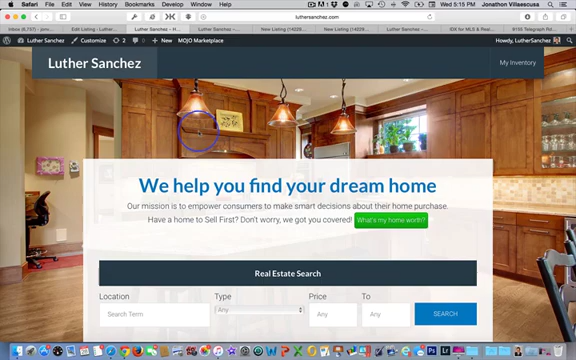 Safari File Edit View History Bookmarks Develop Window Help
Wed 5:15 PM Jonathon Villaescusa
luthersanchez.com
Luther Sanchez Customize 2 0 New MOJO Marketplace
Howdy, LutherSanchez
Luther Sanchez
My Inventory
We help you find your dream home
Our mission is to empower consumers to make smart decisions about their home purchase.
Have a home to Sell First? Don't worry, we got you covered! What's my home worth?
Real Estate Search
Location Type Price To
Search Term Any Any Any SEARCH